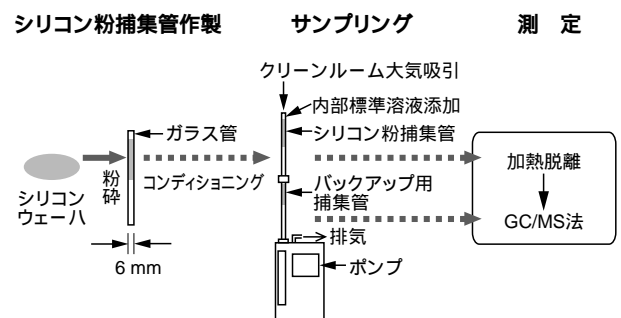 シリコン粉捕集管作製
サンプリング
測 定
クリーンルーム大気吸引
内部標準溶液添加
ガラス管
シリコン粉捕集管
粉
砕
コンディショニング
シリコン
ウェーハ
バックアップ用
捕集管
加熱脱離
GC/MS法
排気
6 mm
ポンプ